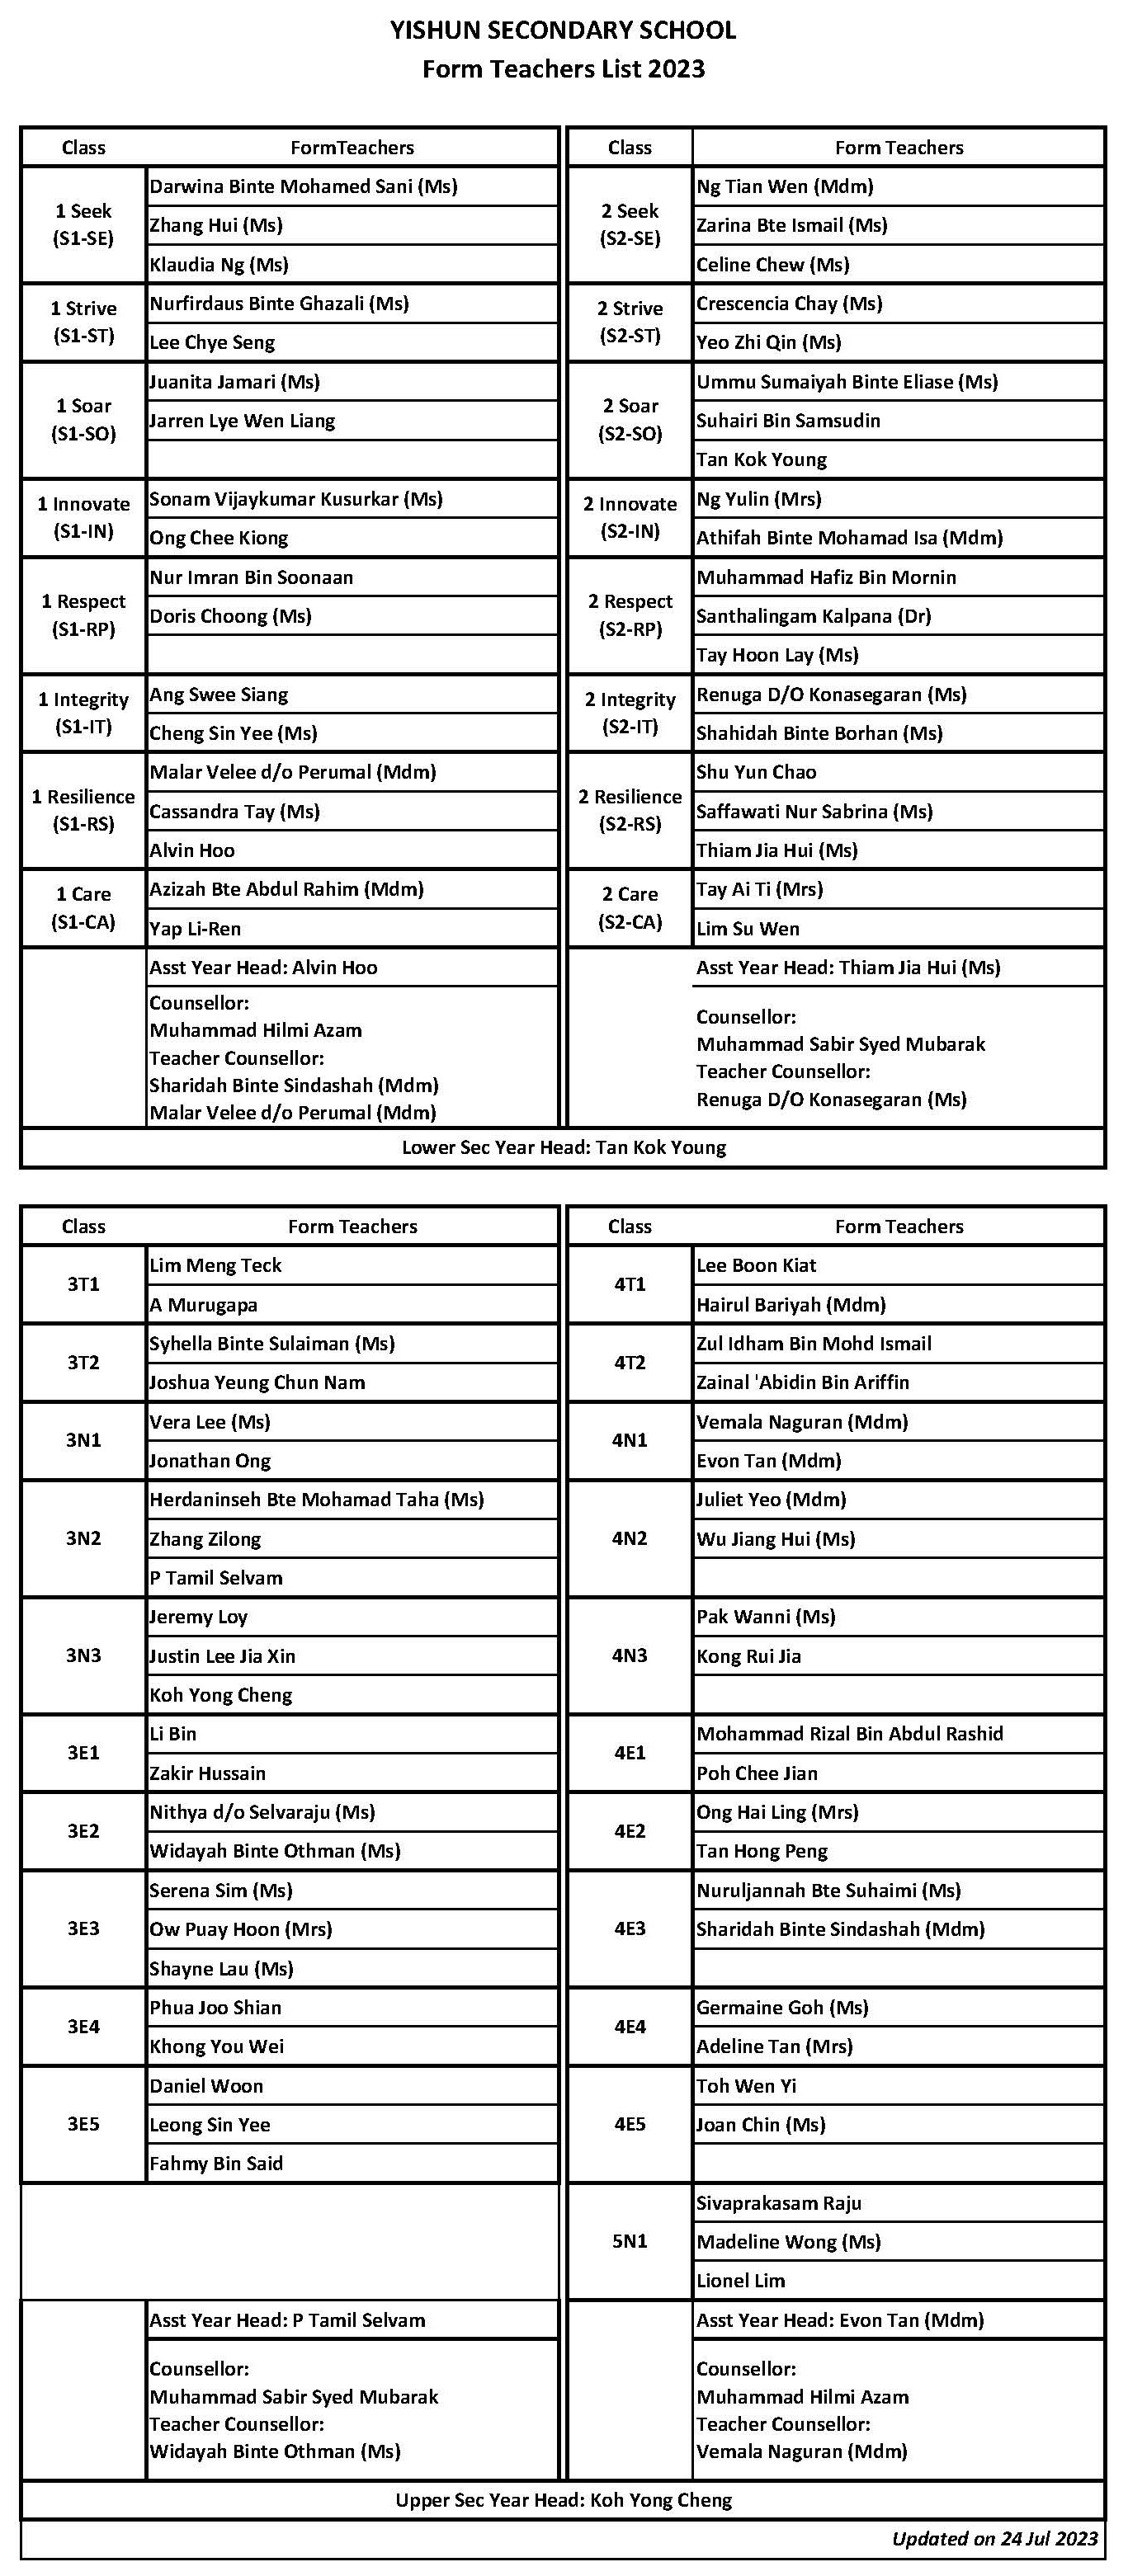 YISHUN SECONDARY SCHOOL
Form Teachers List 2023
Class FormTeachers
1 Seek
(S1-SE)
Darwina Binte Mohamed Sani (Ms)
Zhang Hui (Ms)
Klaudia Ng (Ms)
1 Strive
(S1-ST)
Nurfirdaus Binte Ghazali (Ms)
Lee Chye Seng
1 Soar
(S1-SO)
Juanita Jamari (Ms)
Jarren Lye Wen Liang
1 Innovate
(S1-IN)
Sonam Vijaykumar Kusurkar (Ms)
Ong Chee Kiong
1 Respect
(S1-RP)
Nur Imran Bin Soonaan
Doris Choong (Ms)
1 Integrity
(S1-IT)
Ang Swee Siang
Cheng Sin Yee (Ms)
1 Resilience
(S1-RS)
Malar Velee d/o Perumal (Mdm)
Cassandra Tay (Ms)
Alvin Hoo
1 Care
(S1-CA)
Azizah Bte Abdul Rahim (Mdm)
Yap Li-Ren
Asst Year Head: Alvin Hoo
Counsellor:
Muhammad Hilmi Azam
Teacher Counsellor:
Sharidah Binte Sindashah (Mdm)
Malar Velee d/o Perumal (Mdm)
Class Form Teachers
2 Seek
(S2-SE)
Ng Tian Wen (Mdm)
Zarina Bte Ismail (Ms)
Celine Chew (Ms)
2 Strive
(S2-ST)
Crescencia Chay (Ms)
Yeo Zhi Qin (Ms)
2 Soar
(S2-SO)
Ummu Sumaiyah Binte Eliase (Ms)
Suhairi Bin Samsudin
Tan Kok Young
2 Innovate
(S2-IN)
Ng Yulin (Mrs)
Athifah Binte Mohamad Isa (Mdm)
2 Respect
(S2-RP)
Muhammad Hafiz Bin Mornin
Santhalingam Kalpana (Dr)
Tay Hoon Lay (Ms)
2 Integrity
(S2-IT)
Renuga D/O Konasegaran (Ms)
Shahidah Binte Borhan (Ms)
2 Resilience
(S2-RS)
Shu Yun Chao
Saffawati Nur Sabrina (Ms)
Thiam Jia Hui (Ms)
2 Care
(S2-CA)
Tay Ai Ti (Mrs)
Lim Su Wen
Asst Year Head: Thiam Jia Hui (Ms)
Counsellor:
Muhammad Sabir Syed Mubarak
Teacher Counsellor:
Renuga D/O Konasegaran (Ms)
Lower Sec Year Head: Tan Kok Young
Class Form Teachers
3T1
Lim Meng Teck
A Murugapa
3T2
Syhella Binte Sulaiman (Ms)
Joshua Yeung Chun Nam
3N1
Vera Lee (Ms)
Jonathan Ong
3N2
Herdaninseh Bte Mohamad Taha (Ms)
Zhang Zilong
P Tamil Selvam
3N3
Jeremy Loy
Justin Lee Jia Xin
Koh Yong Cheng
3E1
Li Bin
Zakir Hussain
3E2
Nithya d/o Selvaraju (Ms)
Widayah Binte Othman (Ms)
3E3
Serena Sim (Ms)
Ow Puay Hoon (Mrs)
Shayne Lau (Ms)
3E4
Phua Joo Shian
Khong You Wei
3E5
Daniel Woon
Leong Sin Yee
Fahmy Bin Said
Asst Year Head: P Tamil Selvam
Counsellor:
Muhammad Sabir Syed Mubarak
Teacher Counsellor:
Widayah Binte Othman (Ms)
Class Form Teachers
4T1
Lee Boon Kiat
Hairul Bariyah (Mdm)
4T2
Zul Idham Bin Mohd Ismail
Zainal 'Abidin Bin Ariffin
4N1
Vemala Naguran (Mdm)
Evon Tan (Mdm)
4N2
Juliet Yeo (Mdm)
Wu Jiang Hui (Ms)
4N3
Pak Wanni (Ms)
Kong Rui Jia
4E1
Mohammad Rizal Bin Abdul Rashid
Poh Chee Jian
4E2
Ong Hai Ling (Mrs)
Tan Hong Peng
4E3
Nuruljannah Bte Suhaimi (Ms)
Sharidah Binte Sindashah (Mdm)
4E4
Germaine Goh (Ms)
Adeline Tan (Mrs)
4E5
Toh Wen Yi
Joan Chin (Ms)
5N1
Sivaprakasam Raju
Madeline Wong (Ms)
Lionel Lim
Asst Year Head: Evon Tan (Mdm)
Counsellor:
Muhammad Hilmi Azam
Teacher Counsellor:
Vemala Naguran (Mdm)
Upper Sec Year Head: Koh Yong Cheng
Updated on 24 Jul 2023